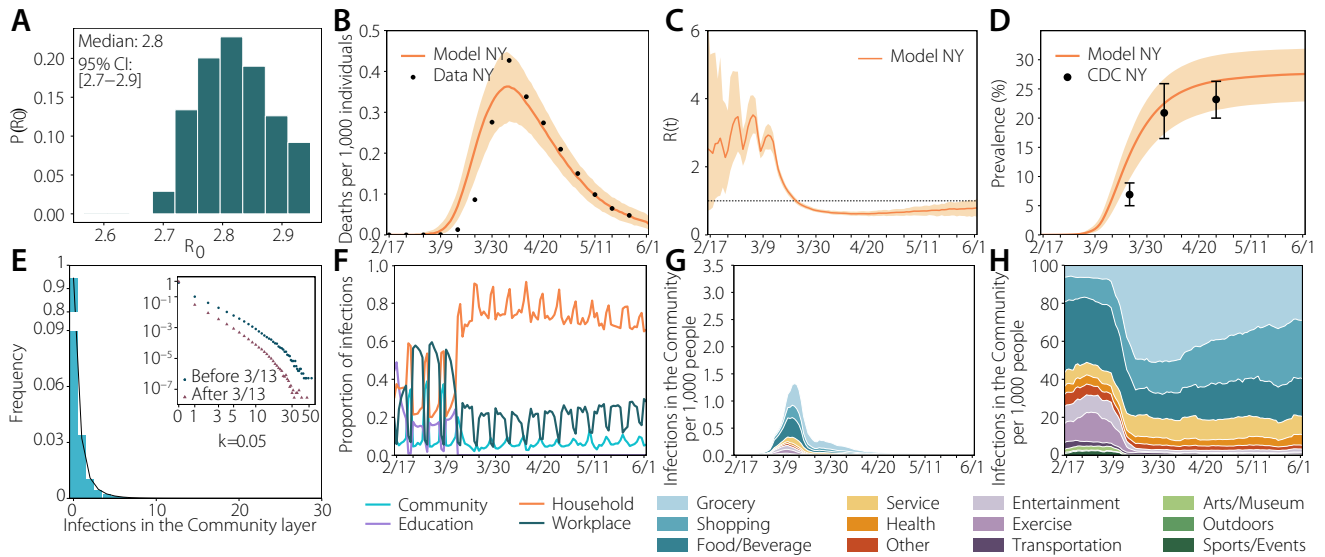 A
Median: 2.8
95% CI:
[2.7–2.9]
P(R0)
0.20
0.15
0.10
0.05
0.00
2.6
2.7
2.8
2.9
R0
B
Model NY
Data NY
Deaths per 1,000 individuals
0.5
0.4
0.3
0.2
0.1
0
2/17
3/9
3/30
4/20
5/11
6/1
C
Model NY
R(t)
6
4
2
0
2/17
3/9
3/30
4/20
5/11
6/1
D
Model NY
CDC NY
Prevalence (%)
30
25
20
15
10
5
0
2/17
3/9
3/30
4/20
5/11
6/1
E
Frequency
1
0.9
0.8
0.09
0.06
0.03
0
0
10
20
30
Infections in the Community layer
1
10⁻¹
10⁻³
10⁻⁵
10⁻⁷
Before 3/13
After 3/13
0
1
3
5
10
30
50
k=0.05
F
Proportion of infections
1.0
0.8
0.6
0.4
0.2
0.0
2/17
3/9
3/30
4/20
5/11
6/1
G
Infections in the Community
per 1,000 people
3.5
3.0
2.5
2.0
1.5
1.0
0.5
0.0
2/17
3/9
3/30
4/20
5/11
6/1
H
Infections in the Community
per 1,000 people
100
80
60
40
20
0
2/17
3/9
3/30
4/20
5/11
6/1
Community
Education
Household
Workplace
Grocery
Shopping
Food/Beverage
Service
Health
Other
Entertainment
Exercise
Transportation
Arts/Museum
Outdoors
Sports/Events